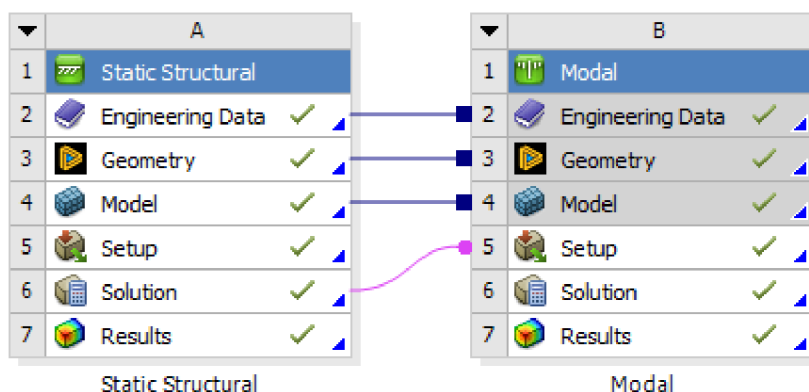 A
1 Static Structural
2 Engineering Data
3 Geometry
4 Model
5 Setup
6 Solution
7 Results
Static Structural
B
1 Modal
2 Engineering Data
3 Geometry
4 Model
5 Setup
6 Solution
7 Results
Modal